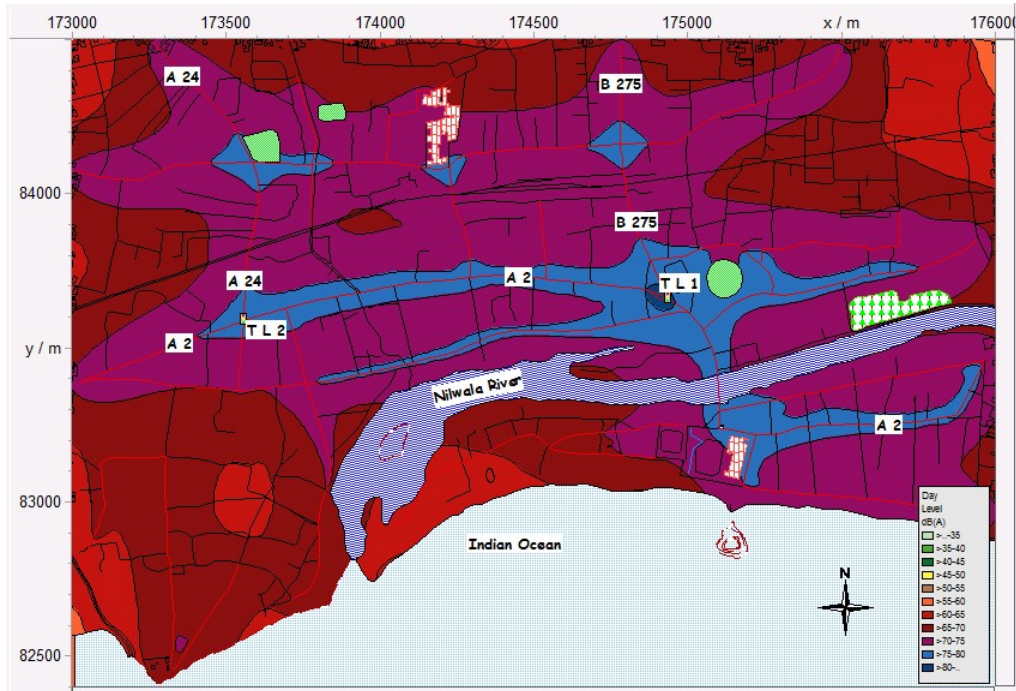 173000 173500 174000 174500 175000 x / m 176000
A 24
B 275
84000
B 275
A 24
A 2
T L 1
T L 2
A 2
y / m
Nilwala River
A 2
83000
Indian Ocean
N
82500
Day
Level
dB(A)
>..-35
>35-40
>40-45
>45-50
>50-55
>55-60
>60-65
>65-70
>70-75
>75-80
>80-..